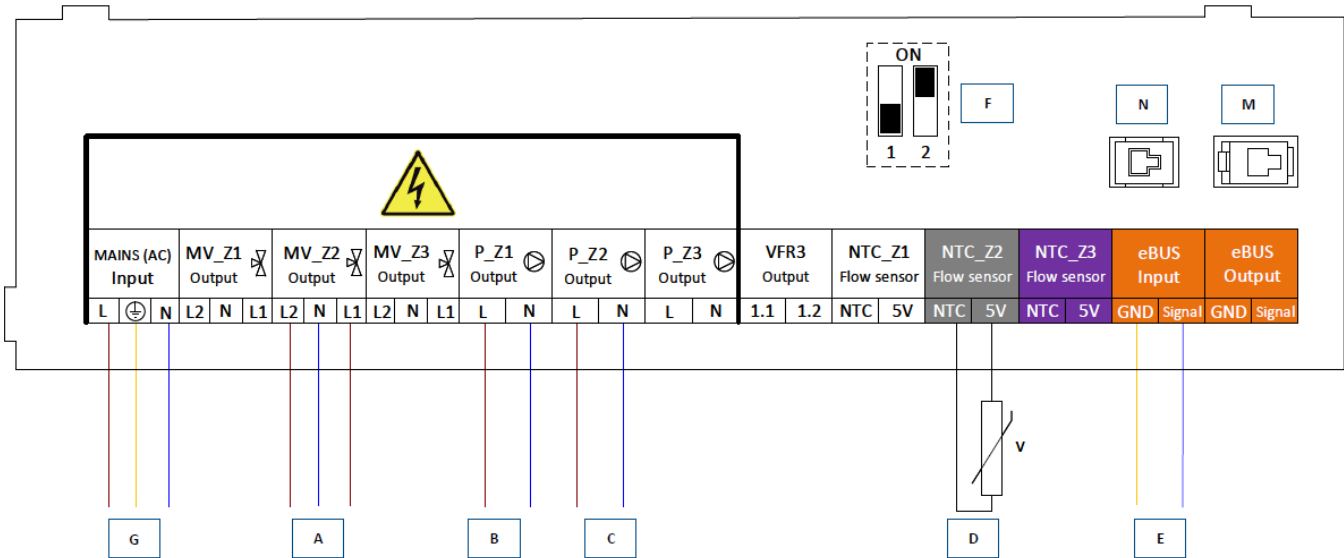 ON
F
N
M
1 2
MAINS (AC) MV_Z1 MV_Z2 MV_Z3 P_Z1 P_Z2 P_Z3 VFR3 NTC_Z1 NTC_Z2 NTC_Z3 eBUS eBUS
Input Output Output Output Output Output Output Output Flow sensor Flow sensor Flow sensor Input Output
L N L2 N L1 L2 N L1 L2 N L1 L N L N L N 1.1 1.2 NTC 5V NTC 5V NTC 5V GND Signal GND Signal
V
G A B C D E